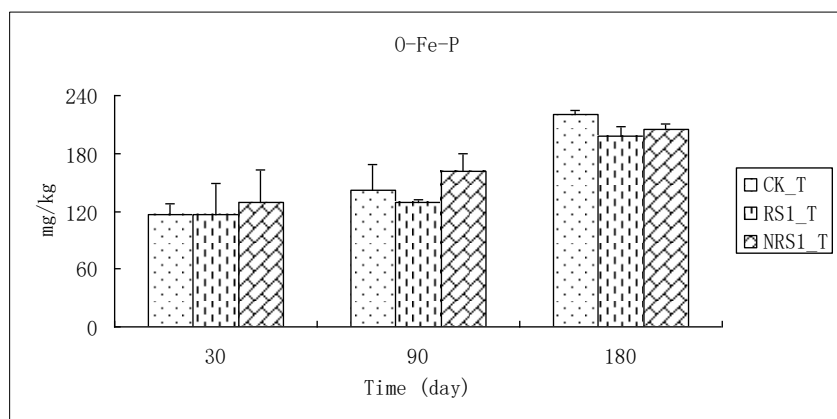 O-Fe-P
mg/kg
240
180
120
60
0
30 90 180
Time (day)
CK_T
RS1_T
NRS1_T